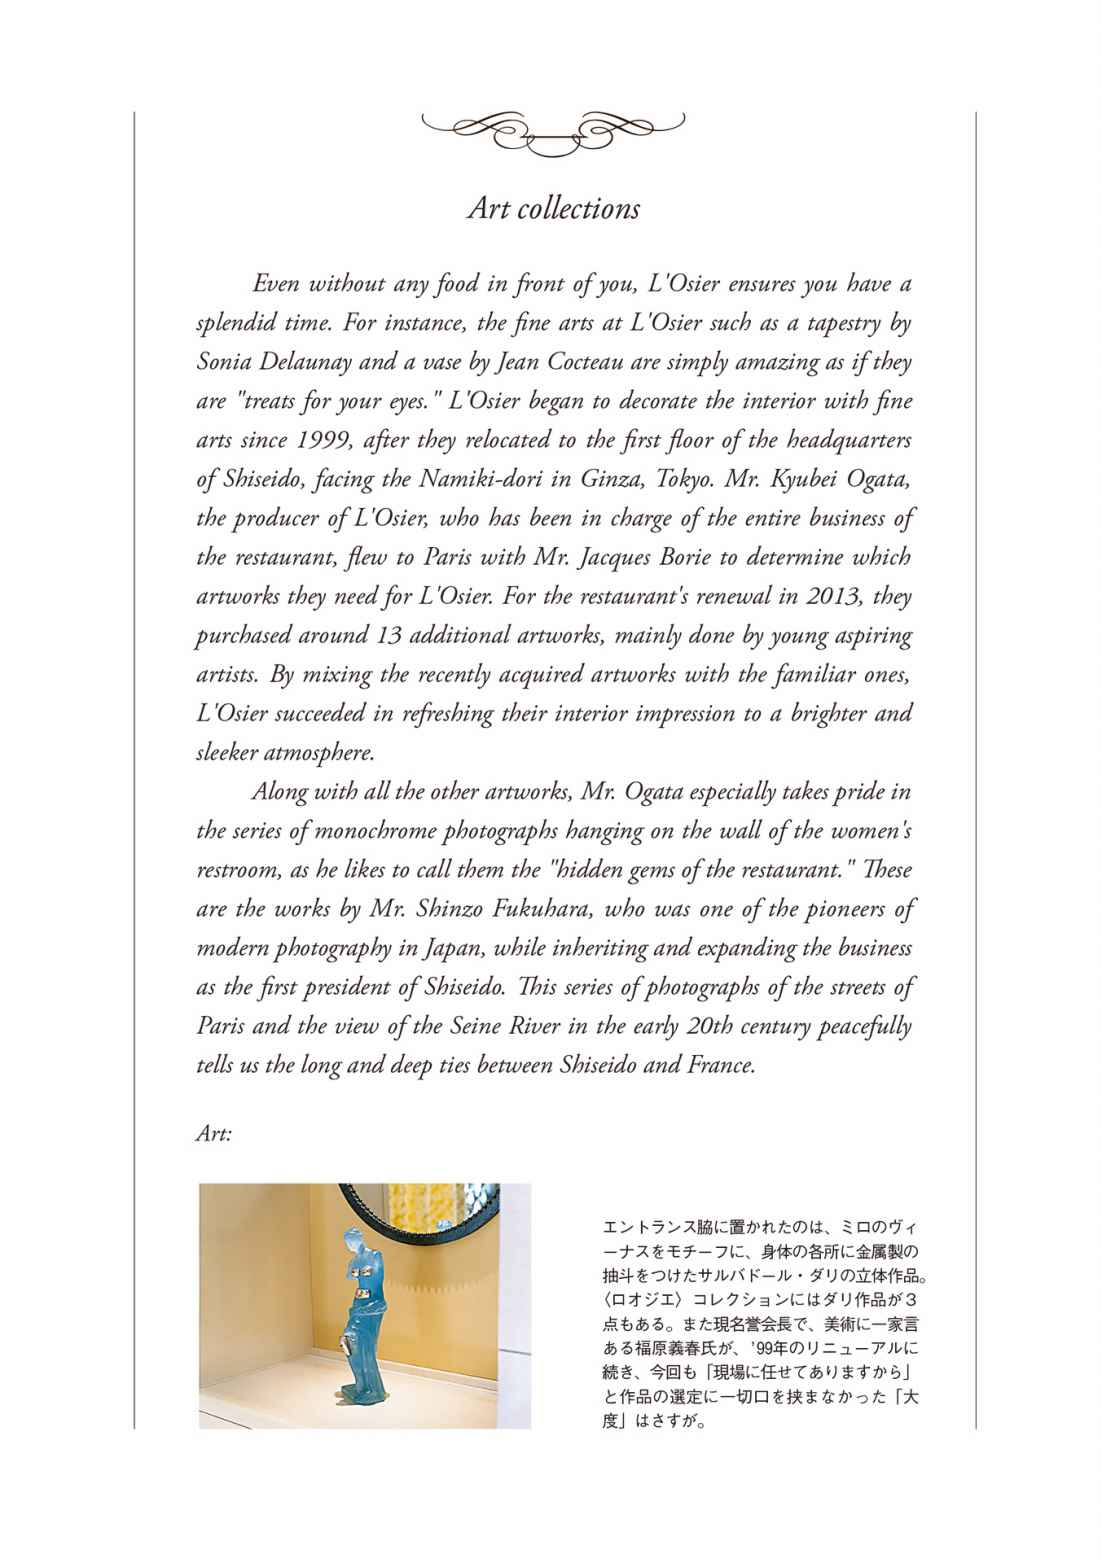 Art collections
Even without any food in front of you, L'Osier ensures you have a
splendid time. For instance, the fine arts at L'Osier such as a tapestry by
Sonia Delaunay and a vase by Jean Cocteau are simply amazing as if they
are "treats for your eyes." L'Osier began to decorate the interior with fine
arts since 1999, after they relocated to the first floor of the headquarters
of Shiseido, facing the Namiki-dori in Ginza, Tokyo. Mr. Kyubei Ogata,
the producer of L'Osier, who has been in charge of the entire business of
the restaurant, flew to Paris with Mr. Jacques Borie to determine which
artworks they need for L'Osier. For the restaurant's renewal in 2013, they
purchased around 13 additional artworks, mainly done by young aspiring
artists. By mixing the recently acquired artworks with the familiar ones,
L'Osier succeeded in refreshing their interior impression to a brighter and
sleeker atmosphere.
Along with all the other artworks, Mr. Ogata especially takes pride in
the series of monochrome photographs hanging on the wall of the women's
restroom, as he likes to call them the "hidden gems of the restaurant." These
are the works by Mr. Shinzo Fukuhara, who was one of the pioneers of
modern photography in Japan, while inheriting and expanding the business
as the first president of Shiseido. This series of photographs of the streets of
Paris and the view of the Seine River in the early 20th century peacefully
tells us the long and deep ties between Shiseido and France.
Art:
エントランス脇に置かれたのは、ミロのヴィ
ーナスをモチーフに、身体の各所に金属製の
抽斗をつけたサルバドール・ダリの立体作品。
〈ロオジエ〉コレクションにはダリ作品が３
点もある。また現名誉会長で、美術に一家言
ある福原義春氏が、’99年のリニューアルに
続き、今回も「現場に任せてありますから」
と作品の選定に一切口を挟まなかった「大
度」はさすが。